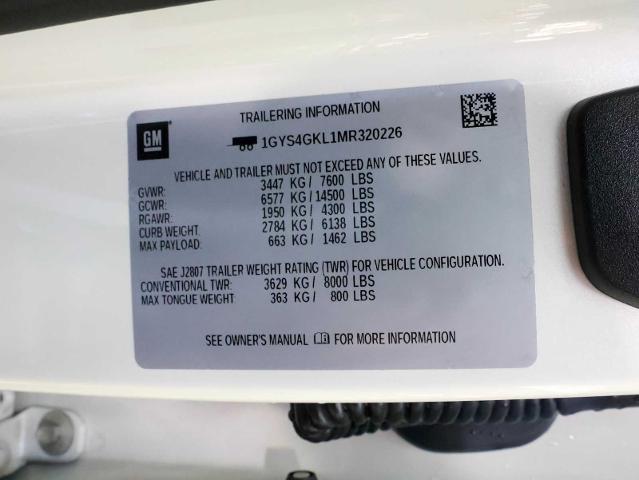 TRAILERING INFORMATION
GM
1GYS4GKL1MR320226
VEHICLE AND TRAILER MUST NOT EXCEED ANY OF THESE VALUES.
GVWR: 3447 KG/ 7600 LBS
GCWR: 6577 KG/14500 LBS
RGAWR: 1950 KG/ 4300 LBS
CURB WEIGHT: 2784 KG/ 6138 LBS
MAX PAYLOAD: 663 KG/ 1462 LBS
SAE J2807 TRAILER WEIGHT RATING (TWR) FOR VEHICLE CONFIGURATION.
CONVENTIONAL TWR: 3629 KG/ 8000 LBS
MAX TONGUE WEIGHT: 363 KG/ 800 LBS
SEE OWNER'S MANUAL FOR MORE INFORMATION